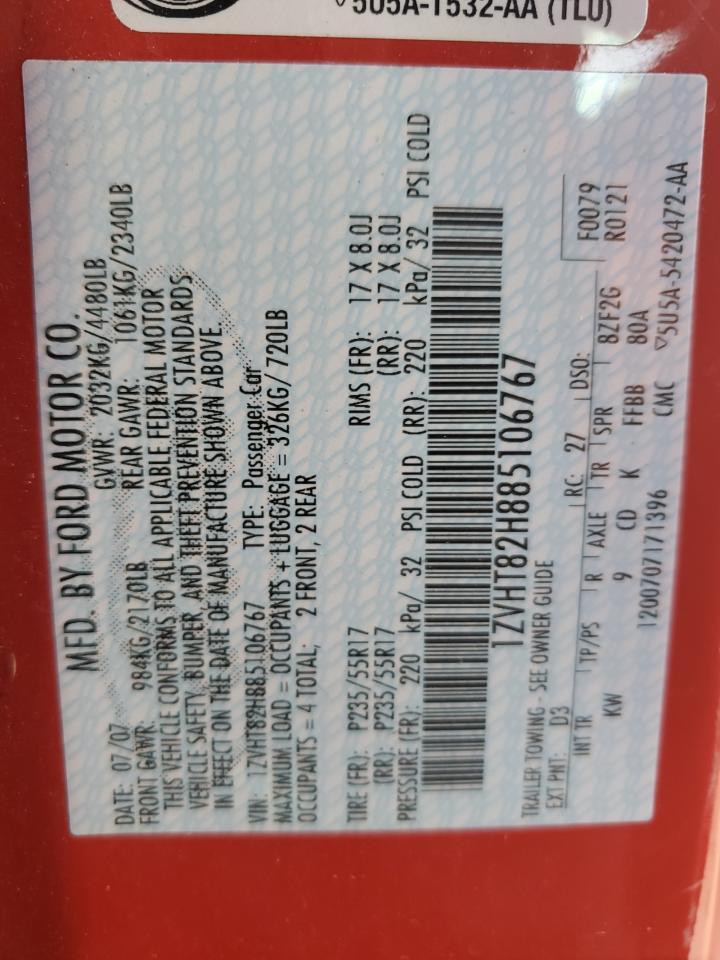 5U5A-1532-AA (TLU)
MFD. BY FORD MOTOR CO.
DATE: 07/07 GVWR: 2032KG/4480LB
FRONT GAWR: 984KG/2170LB REAR GAWR: 1061KG/2340LB
THIS VEHICLE CONFORMS TO ALL APPLICABLE FEDERAL MOTOR
VEHICLE SAFETY, BUMPER, AND THEFT PREVENTION STANDARDS
IN EFFECT ON THE DATE OF MANUFACTURE SHOWN ABOVE.
VIN: 1ZVHT82H885106767 TYPE: Passenger Car
MAXIMUM LOAD = OCCUPANTS + LUGGAGE = 326KG/720LB
OCCUPANTS = 4 TOTAL; 2 FRONT, 2 REAR
TIRE (FR): P235/55R17 RIMS (FR): 17 X 8.0J
(RR): P235/55R17 (RR): 17 X 8.0J
PRESSURE (FR): 220 kPa/ 32 PSI COLD (RR): 220 kPa/ 32 PSI COLD
1ZVHT82H885106767
TRAILER TOWING - SEE OWNER GUIDE
EXT PNT: D3 RC: 27 DSO: F0079
INT TR TP/PS R AXLE TR SPR 8ZF2G R0121
KW 9 CD K FFBB 80A
1200707171396 CMC ▽5U5A-5420472-AA